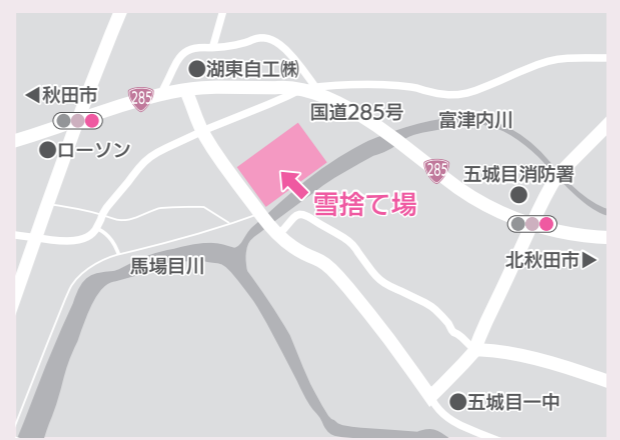 ●湖東自工㈱
◀秋田市
285
国道285号
富津内川
●ローソン
285
五城目消防署
雪捨て場
北秋田市▶
馬場目川
●五城目一中